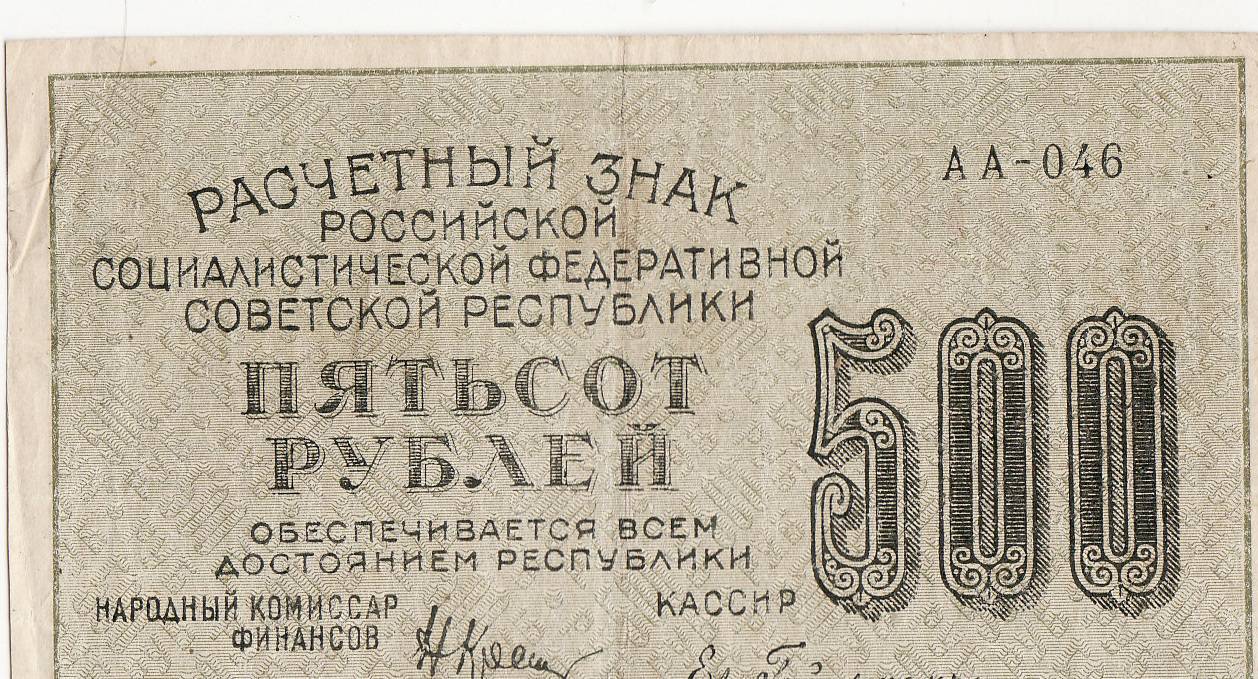 РАСЧЕТНЫЙ ЗНАК
АА-046
РОССИЙСКОЙ
СОЦИАЛИСТИЧЕСКОЙ ФЕДЕРАТИВНОЙ
СОВЕТСКОЙ РЕСПУБЛИКИ
ПЯТЬСОТ
РУБЛЕЙ
500
ОБЕСПЕЧИВАЕТСЯ ВСЕМ
ДОСТОЯНИЕМ РЕСПУБЛИКИ
НАРОДНЫЙ КОМИССАР
ФИНАНСОВ
КАССИР